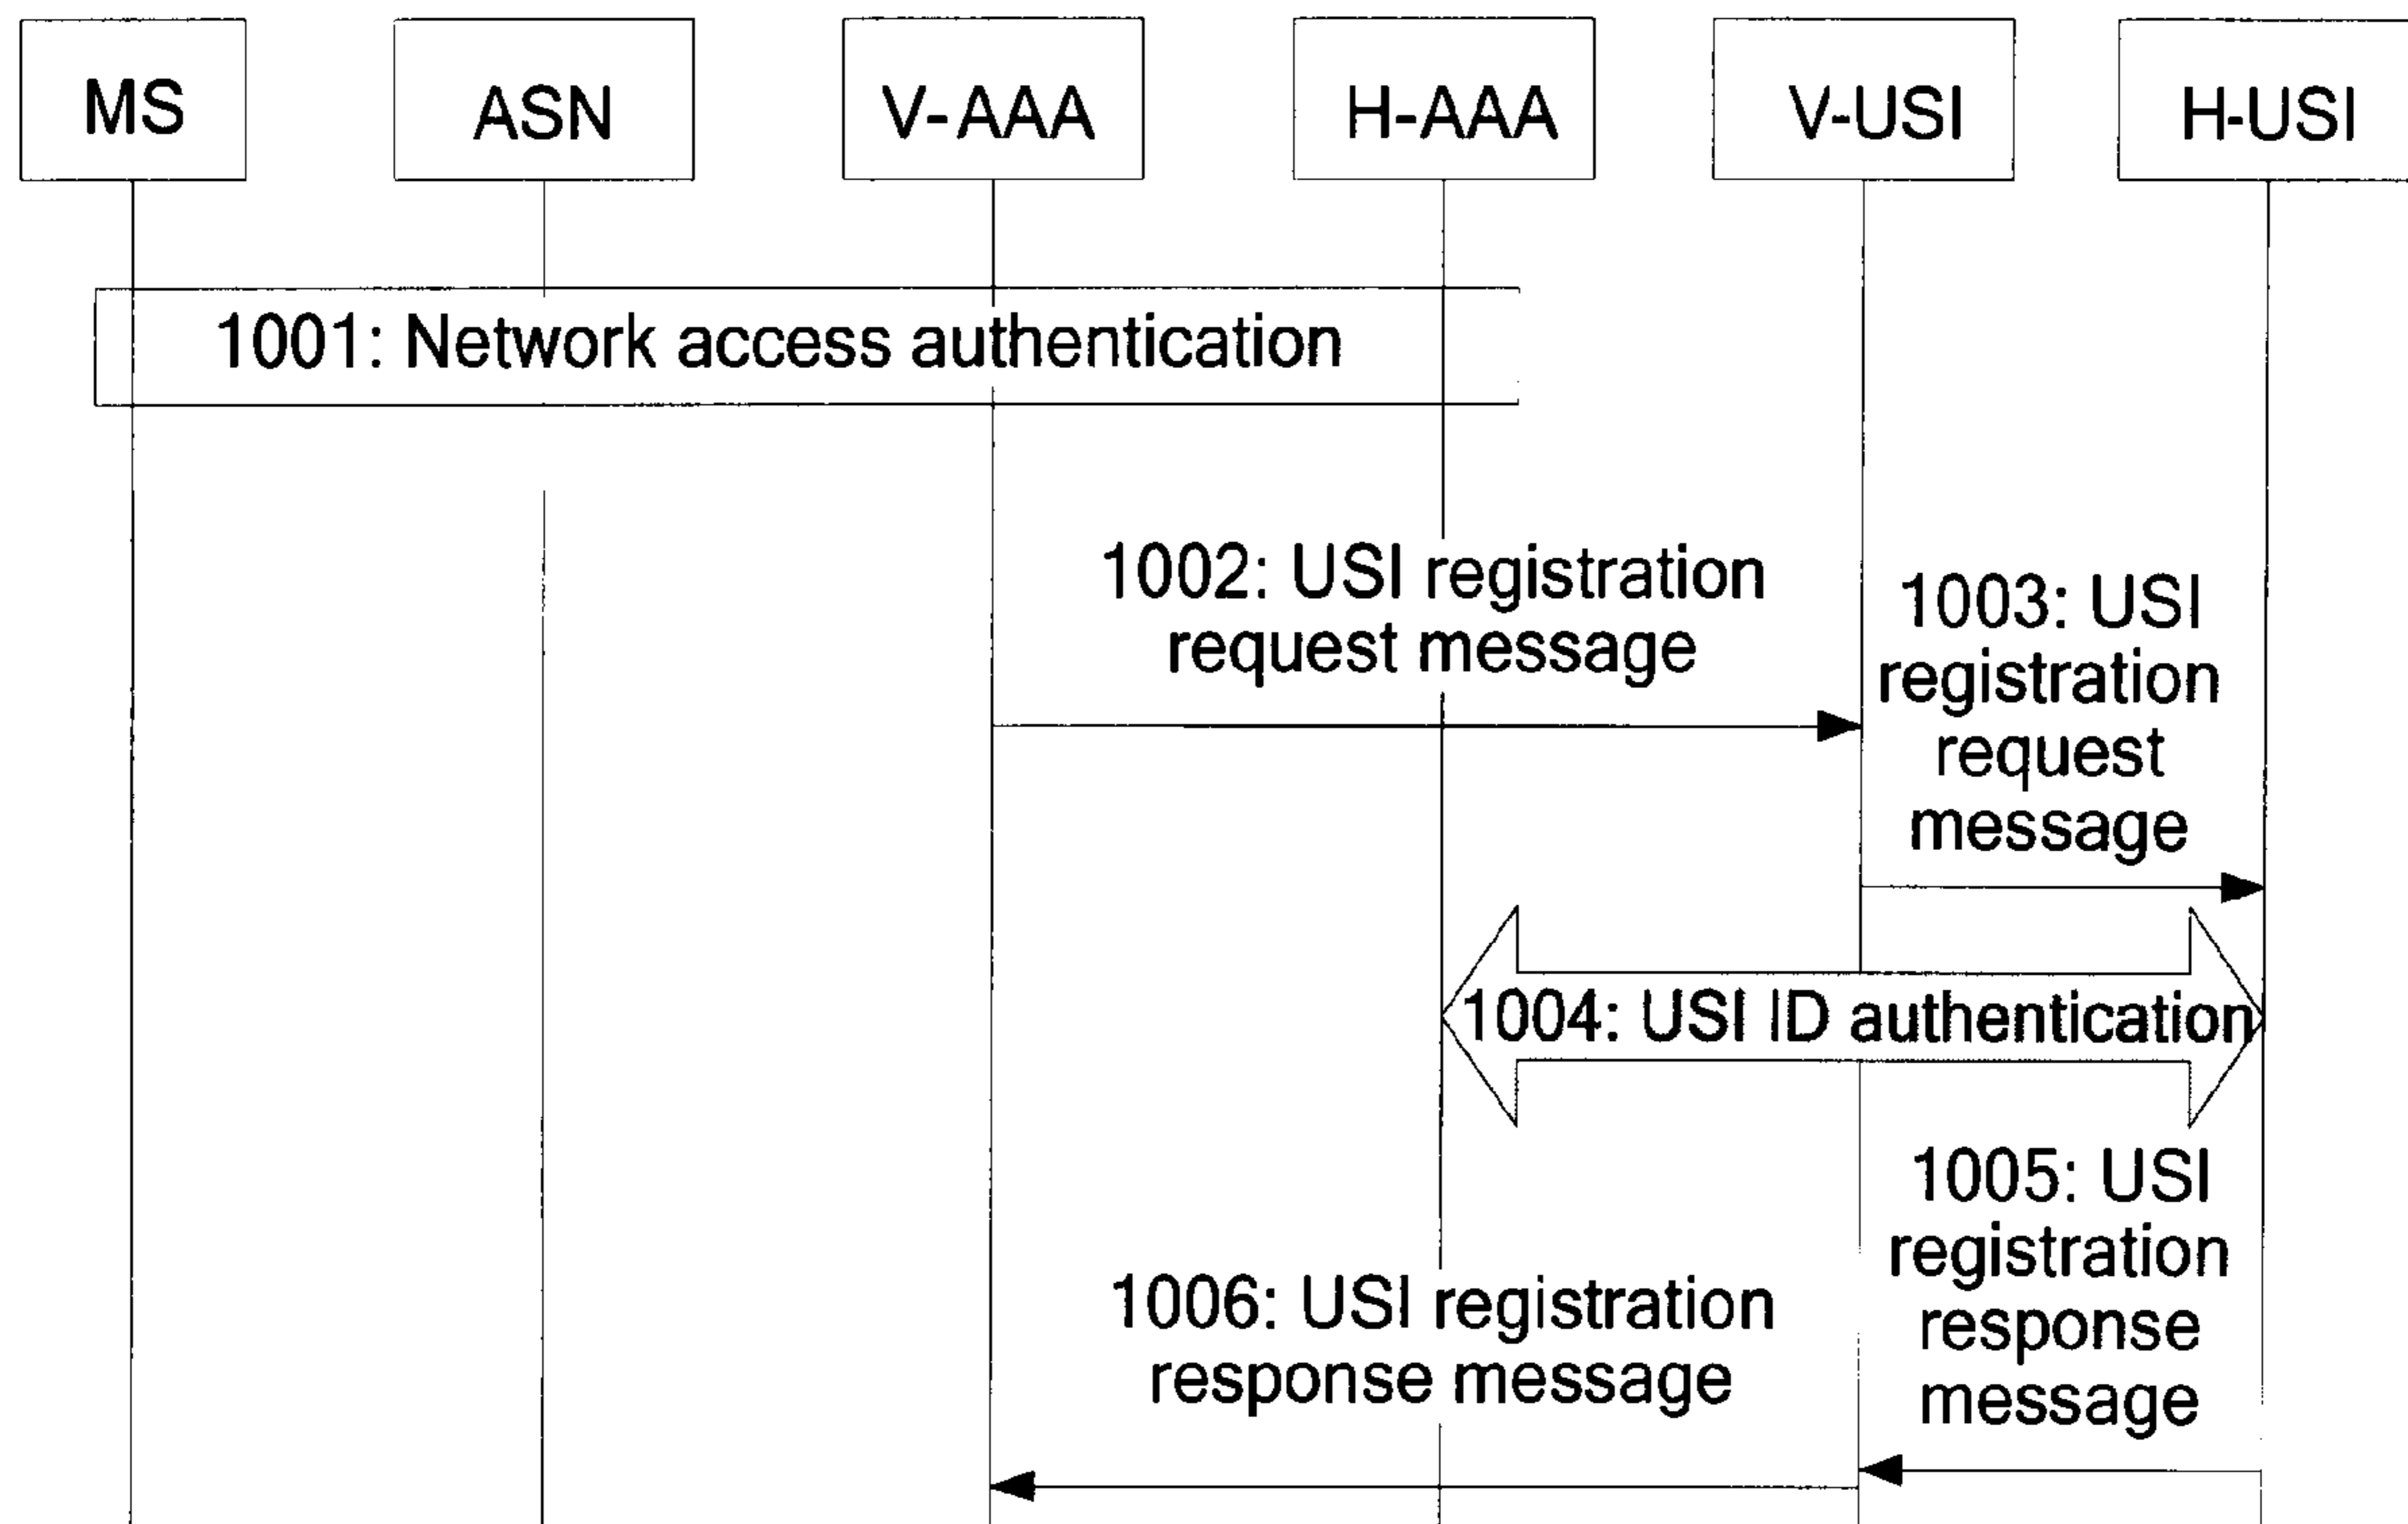 MS
ASN
V-AAA
H-AAA
V-USI
H-USI
1001: Network access authentication
1002: USI registration
request message
1003: USI
registration
request
message
1004: USI ID authentication
1005: USI
registration
response
message
1006: USI registration
response message